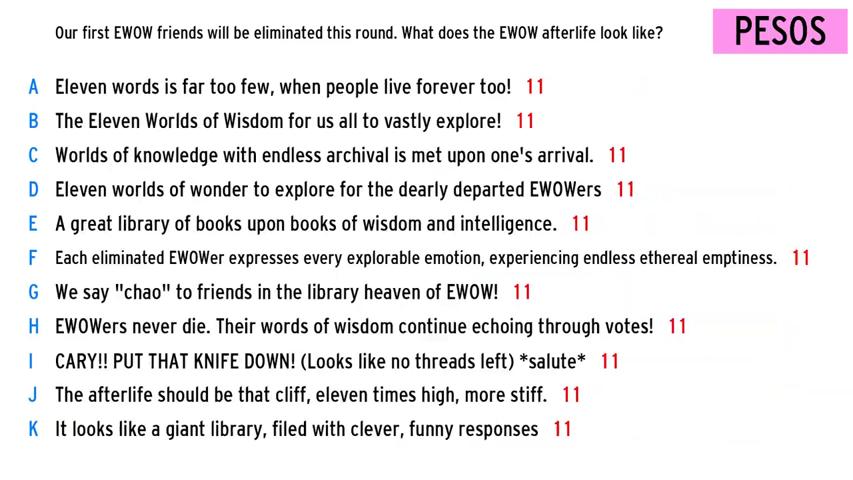 Our first EWOW friends will be eliminated this round. What does the EWOW afterlife look like?
PESOS
A Eleven words is far too few, when people live forever too! 11
B The Eleven Worlds of Wisdom for us all to vastly explore! 11
C Worlds of knowledge with endless archival is met upon one's arrival. 11
D Eleven worlds of wonder to explore for the dearly departed EWOWers 11
E A great library of books upon books of wisdom and intelligence. 11
F Each eliminated EWOWer expresses every explorable emotion, experiencing endless ethereal emptiness. 11
G We say "chao" to friends in the library heaven of EWOW! 11
H EWOWers never die. Their words of wisdom continue echoing through votes! 11
I CARY!! PUT THAT KNIFE DOWN! (Looks like no threads left) *salute* 11
J The afterlife should be that cliff, eleven times high, more stiff. 11
K It looks like a giant library, filed with clever, funny responses 11